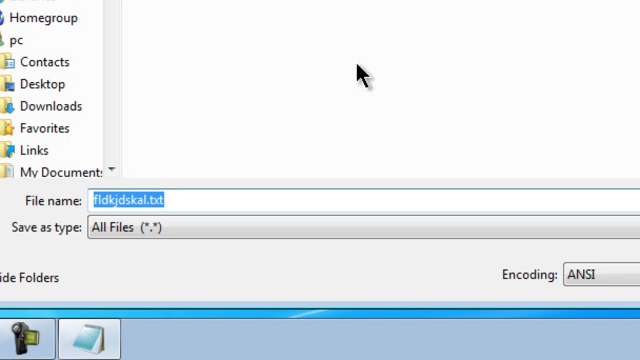 Homegroup
pc
Contacts
Desktop
Downloads
Favorites
Links
My Document
File name: fldkjdskal.txt
Save as type: All Files (*.*)
ide Folders
Encoding: ANSI